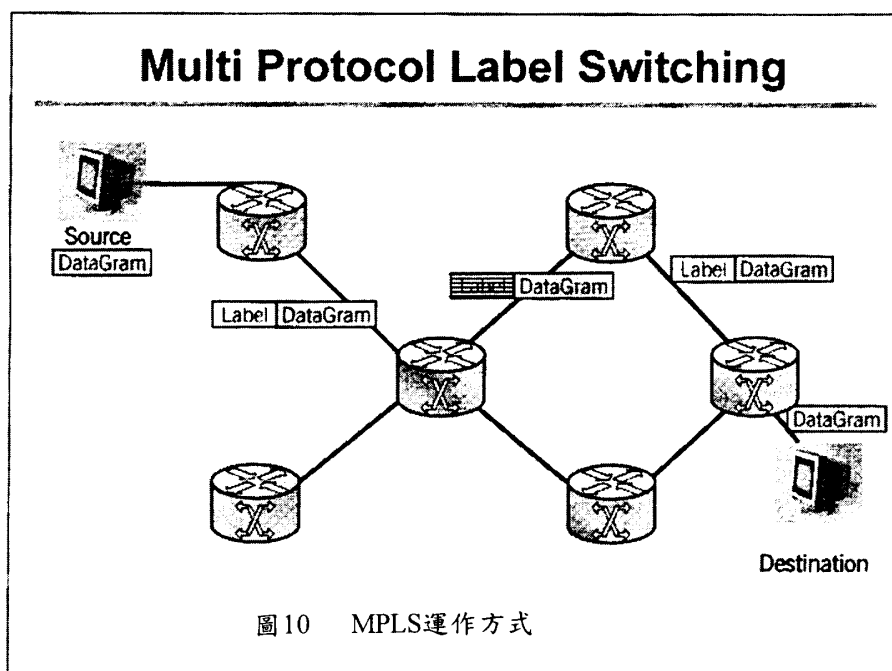 Multi Protocol Label Switching
Source
DataGram
Label DataGram
Label DataGram
Label DataGram
DataGram
Destination
圖10 MPLS運作方式